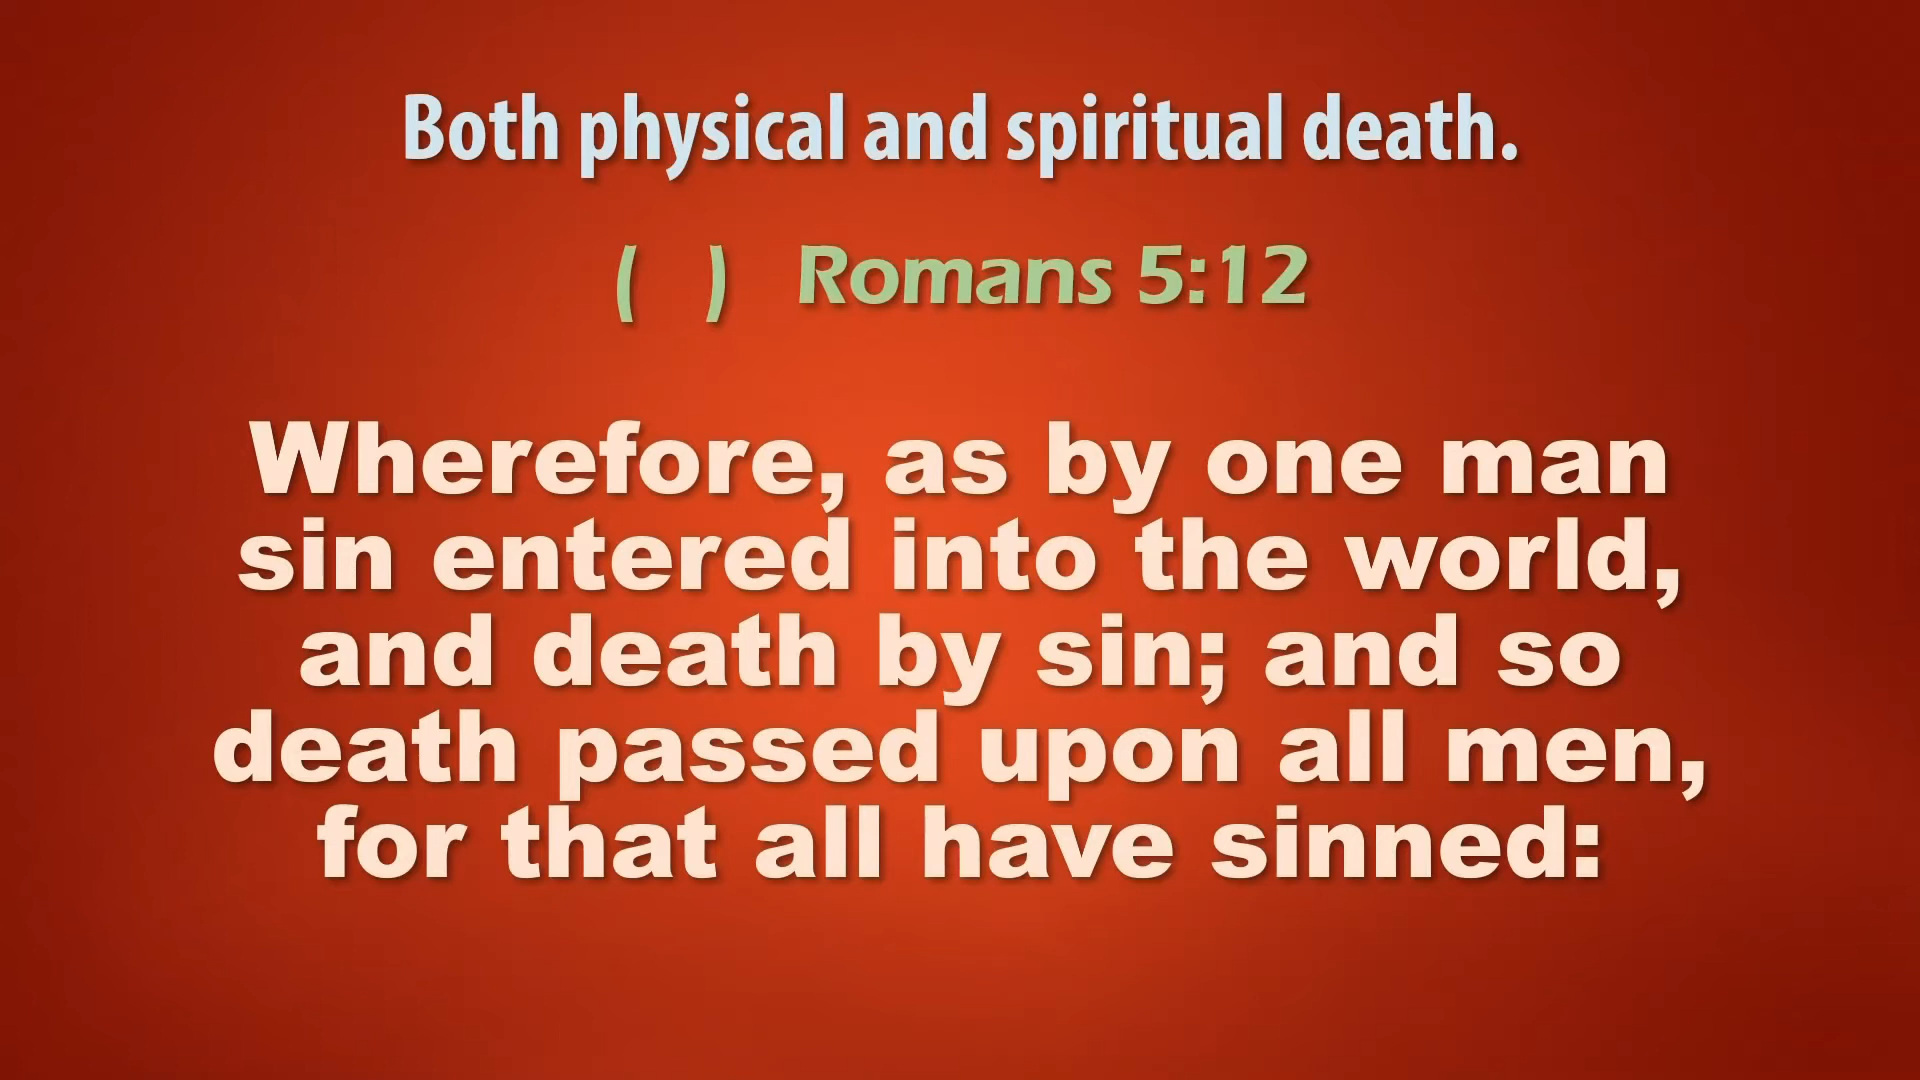 Both physical and spiritual death.
( ) Romans 5:12
Wherefore, as by one man
sin entered into the world,
and death by sin; and so
death passed upon all men,
for that all have sinned: